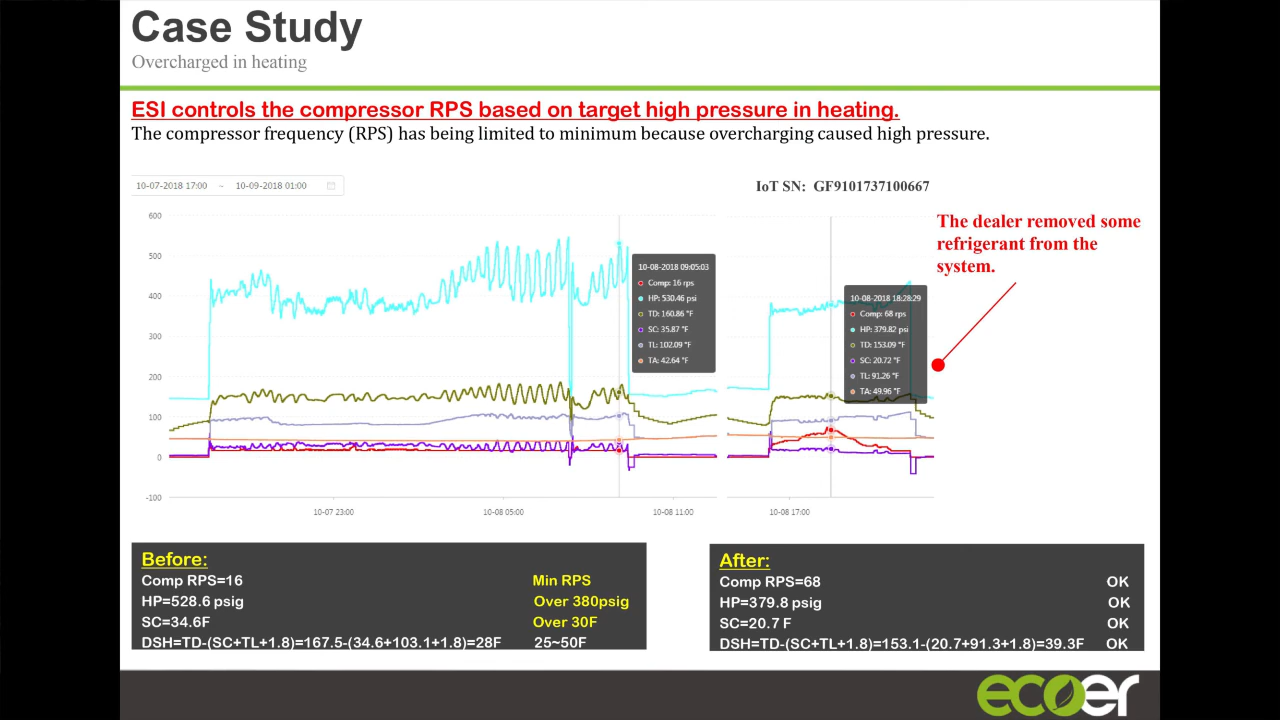 Case Study
Overcharged in heating
ESI controls the compressor RPS based on target high pressure in heating.
The compressor frequency (RPS) has being limited to minimum because overcharging caused high pressure.
10-07-2018 17:00 – 10-09-2018 01:00
IoT SN: GF9101737100667
The dealer removed some
refrigerant from the
system.
600
500
400
300
200
100
0
-100
10-08-2018 09:05:03
Comp: 16 rps
HP: 530.46 psi
TD: 160.86 °F
SC: 35.87 °F
TL: 102.09 °F
TA: 42.64 °F
10-08-2018 18:28:29
Comp: 68 rps
HP: 379.82 psi
TD: 153.09 °F
SC: 20.72 °F
TL: 91.26 °F
TA: 49.96 °F
10-07 23:00
10-08 05:00
10-08 11:00
10-08 17:00
Before:
Comp RPS=16 Min RPS
HP=528.6 psig Over 380psig
SC=34.6F Over 30F
DSH=TD-(SC+TL+1.8)=167.5-(34.6+103.1+1.8)=28F 25~50F
After:
Comp RPS=68 OK
HP=379.8 psig OK
SC=20.7 F OK
DSH=TD-(SC+TL+1.8)=153.1-(20.7+91.3+1.8)=39.3F OK
ecoer